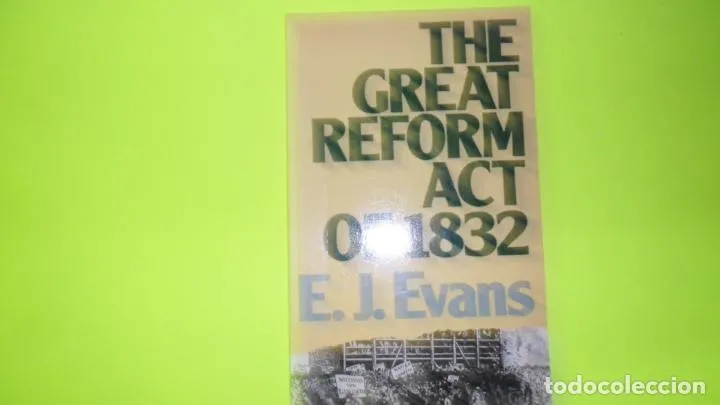 THE
GREAT
REFORM
ACT
OF 1832
E. J. Evans
todocoleccion